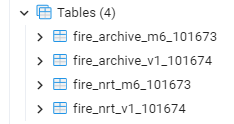 Tables (4)
fire_archive_m6_101673
fire_archive_v1_101674
fire_nrt_m6_101673
fire_nrt_v1_101674